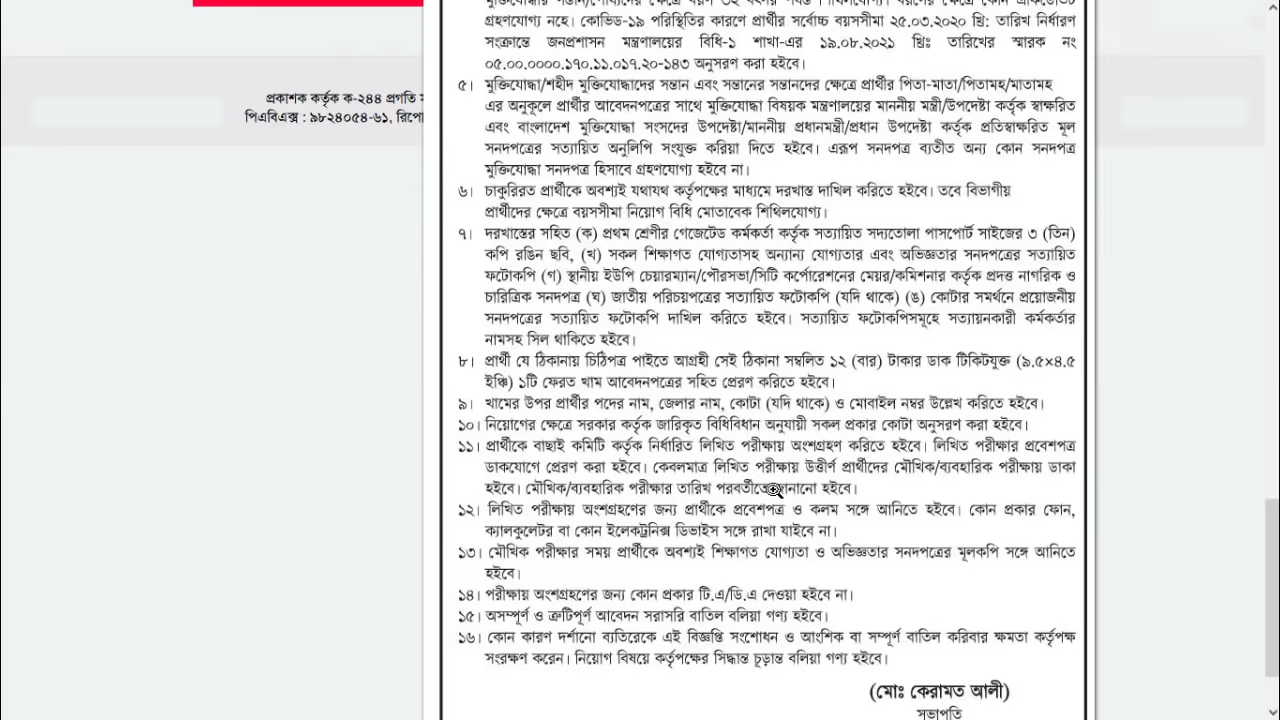 গ্রহণযোগ্য নহে। কোভিড-১৯ পরিস্থিতির কারণে প্রার্থীর সর্বোচ্চ বয়সসীমা ২৫.০৩.২০২০ খ্রি: তারিখ নির্ধারণ
সংক্রান্তে জনপ্রশাসন মন্ত্রণালয়ের বিধি-১ শাখা-এর ১৯.০৮.২০২১ খ্রিঃ তারিখের স্মারক নং
০৫.০০.০০০০.১৭০.১১.০১৭.২০-১৪৩ অনুসরণ করা হইবে।
৫। মুক্তিযোদ্ধা/শহীদ মুক্তিযোদ্ধাদের সন্তান এবং সন্তানের সন্তানদের ক্ষেত্রে প্রার্থীর পিতা-মাতা/পিতামহ/মাতামহ
এর অনুকূলে প্রার্থীর আবেদনপত্রের সাথে মুক্তিযোদ্ধা বিষয়ক মন্ত্রণালয়ের মাননীয় মন্ত্রী/উপদেষ্টা কর্তৃক স্বাক্ষরিত
এবং বাংলাদেশ মুক্তিযোদ্ধা সংসদের উপদেষ্টা/মাননীয় প্রধানমন্ত্রী/প্রধান উপদেষ্টা কর্তৃক প্রতিস্বাক্ষরিত মূল
সনদপত্রের সত্যায়িত অনুলিপি সংযুক্ত করিয়া দিতে হইবে। এরূপ সনদপত্র ব্যতীত অন্য কোন সনদপত্র
মুক্তিযোদ্ধা সনদপত্র হিসাবে গ্রহণযোগ্য হইবে না।
৬। চাকুরিরত প্রার্থীকে অবশ্যই যথাযথ কর্তৃপক্ষের মাধ্যমে দরখাস্ত দাখিল করিতে হইবে। তবে বিভাগীয়
প্রার্থীদের ক্ষেত্রে বয়সসীমা নিয়োগ বিধি মোতাবেক শিথিলযোগ্য।
৭। দরখাস্তের সহিত (ক) প্রথম শ্রেণীর গেজেটেড কর্মকর্তা কর্তৃক সত্যায়িত সদ্যতোলা পাসপোর্ট সাইজের ৩ (তিন)
কপি রঙিন ছবি, (খ) সকল শিক্ষাগত যোগ্যতাসহ অন্যান্য যোগ্যতার এবং অভিজ্ঞতার সনদপত্রের সত্যায়িত
ফটোকপি (গ) স্থানীয় ইউপি চেয়ারম্যান/পৌরসভা/সিটি কর্পোরেশনের মেয়র/কমিশনার কর্তৃক প্রদত্ত নাগরিক ও
চারিত্রিক সনদপত্র (ঘ) জাতীয় পরিচয়পত্রের সত্যায়িত ফটোকপি (যদি থাকে) (ঙ) কোটার সমর্থনে প্রয়োজনীয়
সনদপত্রের সত্যায়িত ফটোকপি দাখিল করিতে হইবে। সত্যায়িত ফটোকপিসমূহে সত্যায়নকারী কর্মকর্তার
নামসহ সিল থাকিতে হইবে।
৮। প্রার্থী যে ঠিকানায় চিঠিপত্র পাইতে আগ্রহী সেই ঠিকানা সম্বলিত ১২ (বার) টাকার ডাক টিকিটযুক্ত (৯.৫×৪.৫
ইঞ্চি) ১টি ফেরত খাম আবেদনপত্রের সহিত প্রেরণ করিতে হইবে।
৯। খামের উপর প্রার্থীর পদের নাম, জেলার নাম, কোটা (যদি থাকে) ও মোবাইল নম্বর উল্লেখ করিতে হইবে।
১০। নিয়োগের ক্ষেত্রে সরকার কর্তৃক জারিকৃত বিধিবিধান অনুযায়ী সকল প্রকার কোটা অনুসরণ করা হইবে।
১১। প্রার্থীকে বাছাই কমিটি কর্তৃক নির্ধারিত লিখিত পরীক্ষায় অংশগ্রহণ করিতে হইবে। লিখিত পরীক্ষার প্রবেশপত্র
ডাকযোগে প্রেরণ করা হইবে। কেবলমাত্র লিখিত পরীক্ষায় উত্তীর্ণ প্রার্থীদের মৌখিক/ব্যবহারিক পরীক্ষায় ডাকা
হইবে। মৌখিক/ব্যবহারিক পরীক্ষার তারিখ পরবর্তীতে জানানো হইবে।
১২। লিখিত পরীক্ষায় অংশগ্রহণের জন্য প্রার্থীকে প্রবেশপত্র ও কলম সঙ্গে আনিতে হইবে। কোন প্রকার ফোন,
ক্যালকুলেটর বা কোন ইলেকট্রনিক্স ডিভাইস সঙ্গে রাখা যাইবে না।
১৩। মৌখিক পরীক্ষার সময় প্রার্থীকে অবশ্যই শিক্ষাগত যোগ্যতা ও অভিজ্ঞতার সনদপত্রের মূলকপি সঙ্গে আনিতে
হইবে।
১৪। পরীক্ষায় অংশগ্রহণের জন্য কোন প্রকার টি.এ/ডি.এ দেওয়া হইবে না।
১৫। অসম্পূর্ণ ও ত্রুটিপূর্ণ আবেদন সরাসরি বাতিল বলিয়া গণ্য হইবে।
১৬। কোন কারণ দর্শানো ব্যতিরেকে এই বিজ্ঞপ্তি সংশোধন ও আংশিক বা সম্পূর্ণ বাতিল করিবার ক্ষমতা কর্তৃপক্ষ
সংরক্ষণ করেন। নিয়োগ বিষয়ে কর্তৃপক্ষের সিদ্ধান্ত চূড়ান্ত বলিয়া গণ্য হইবে।
(মোঃ কেরামত আলী)
সভাপতি
প্রকাশক কর্তৃক ক-২৪৪ প্রগতি
পিএবিএক্স : ৯৮২৪০৫৪-৬১, রিপো